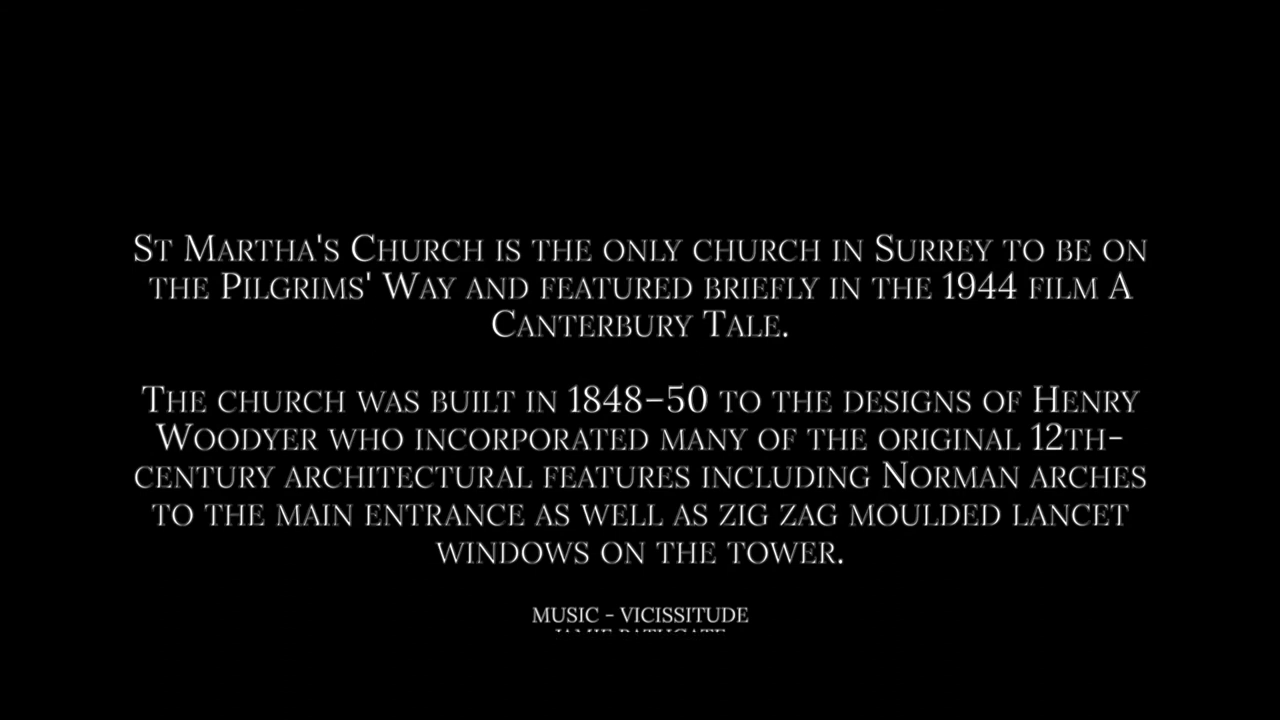 St Martha's Church is the only church in Surrey to be on
the Pilgrims' Way and featured briefly in the 1944 film A
Canterbury Tale.
The church was built in 1848–50 to the designs of Henry
Woodyer who incorporated many of the original 12th-
century architectural features including Norman arches
to the main entrance as well as zig zag moulded lancet
windows on the tower.
MUSIC - VICISSITUDE